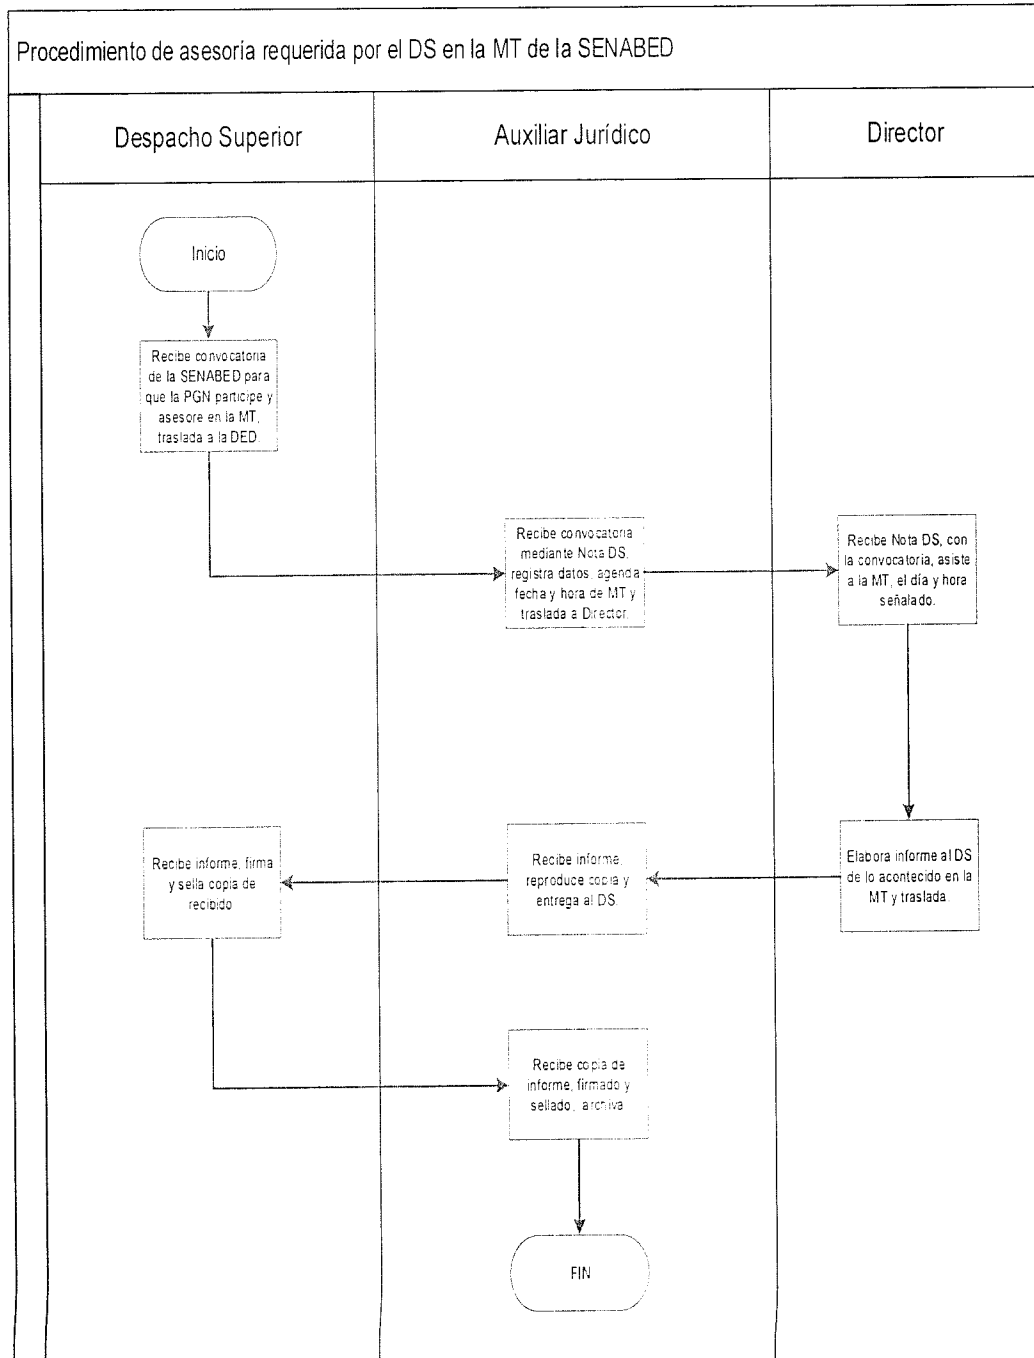 Procedimiento de asesoría requerida por el DS en la MT de la SENABED
Despacho Superior
Auxiliar Jurídico
Director
Inicio
Recibe convocatoria
de la SENABED para
que la PGN participe y
asesore en la MT,
traslada a la DED.
Recibe convocatoria
mediante Nota DS,
registra datos, agenda
fecha y hora de MT y
traslada a Director.
Recibe Nota DS, con
la convocatoria, asiste
a la MT, el día y hora
señalado.
Elabora informe al DS
de lo acontecido en la
MT y traslada.
Recibe informe,
reproduce copia y
entrega al DS.
Recibe informe, firma
y sella copia de
recibido
Recibe copia de
informe, firmado y
sellado, archiva
FIN